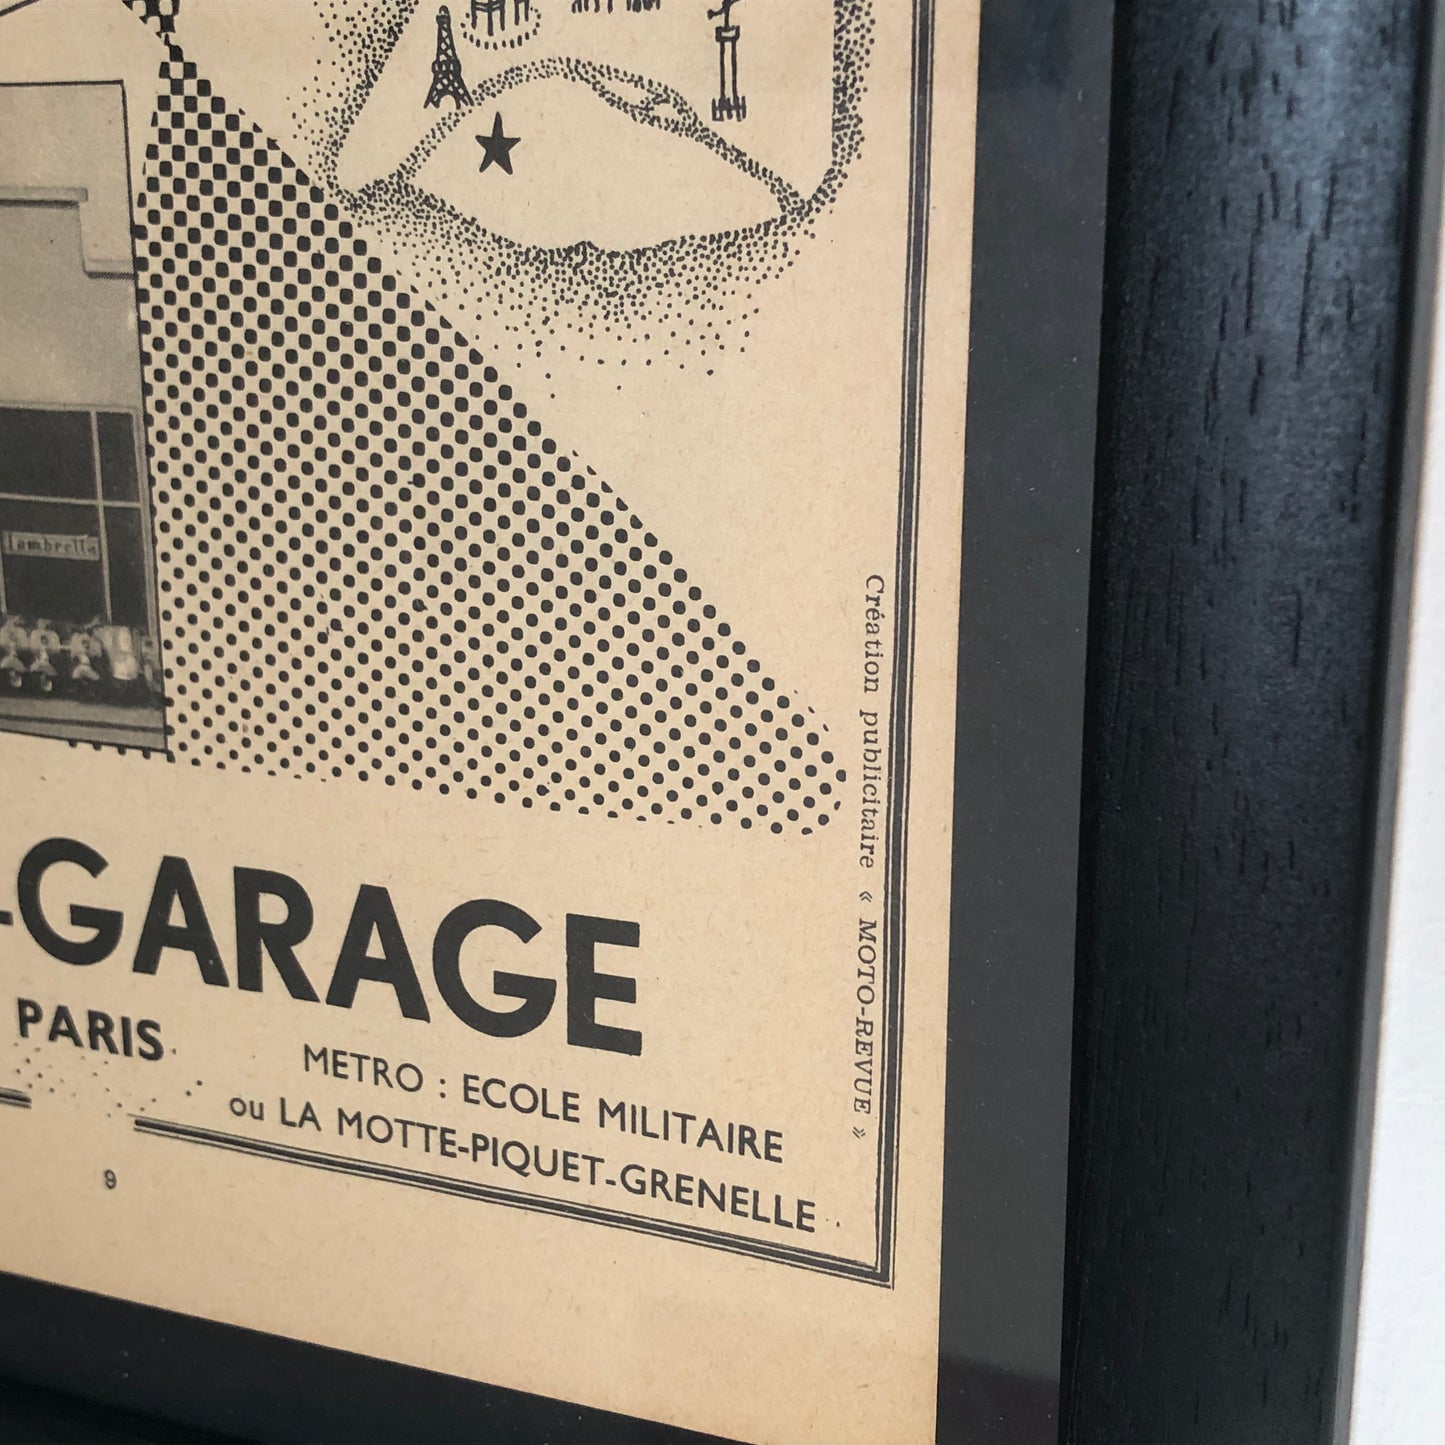 Lambretta
-GARAGE
PARIS
METRO : ECOLE MILITAIRE
ou LA MOTTE-PIQUET-GRENELLE
Création publicitaire « MOTO-REVUE »
9